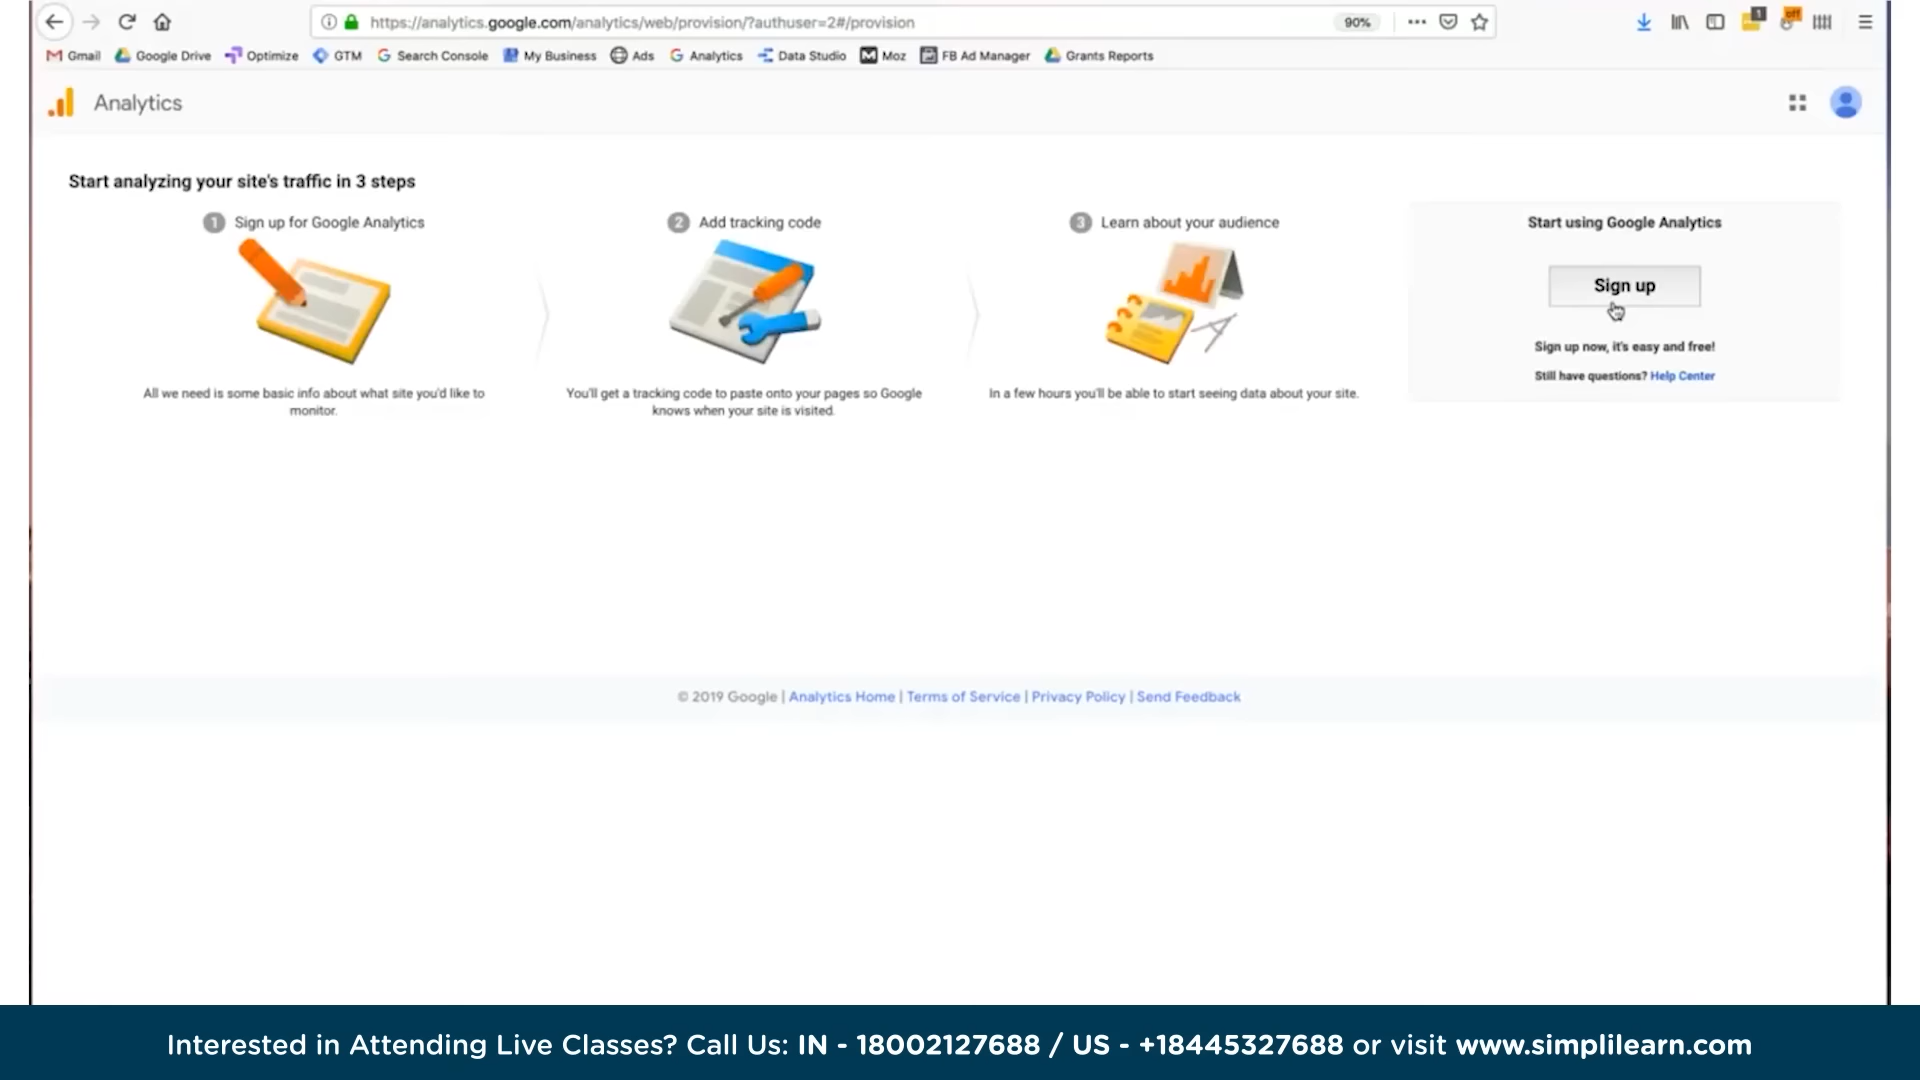 https://analytics.google.com/analytics/web/provision/?authuser=2#/provision
90%
1
off
Gmail Google Drive Optimize GTM Search Console My Business Ads Analytics Data Studio Moz FB Ad Manager Grants Reports
Analytics
Start analyzing your site's traffic in 3 steps
1 Sign up for Google Analytics
All we need is some basic info about what site you'd like to
monitor.
2 Add tracking code
You'll get a tracking code to paste onto your pages so Google
knows when your site is visited.
3 Learn about your audience
In a few hours you'll be able to start seeing data about your site.
Start using Google Analytics
Sign up
Sign up now, it's easy and free!
Still have questions? Help Center
© 2019 Google | Analytics Home | Terms of Service | Privacy Policy | Send Feedback
Interested in Attending Live Classes? Call Us: IN - 18002127688 / US - +18445327688 or visit www.simplilearn.com